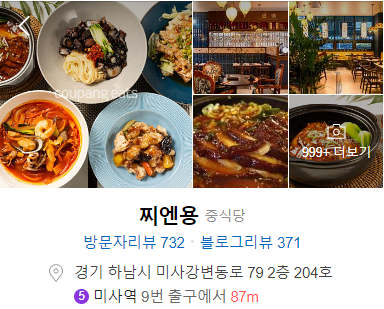 coupang eats
999+ 더보기
찌엔용 중식당
방문자리뷰 732 · 블로그리뷰 371
경기 하남시 미사강변동로 79 2층 204호
5 미사역 9번 출구에서 87m